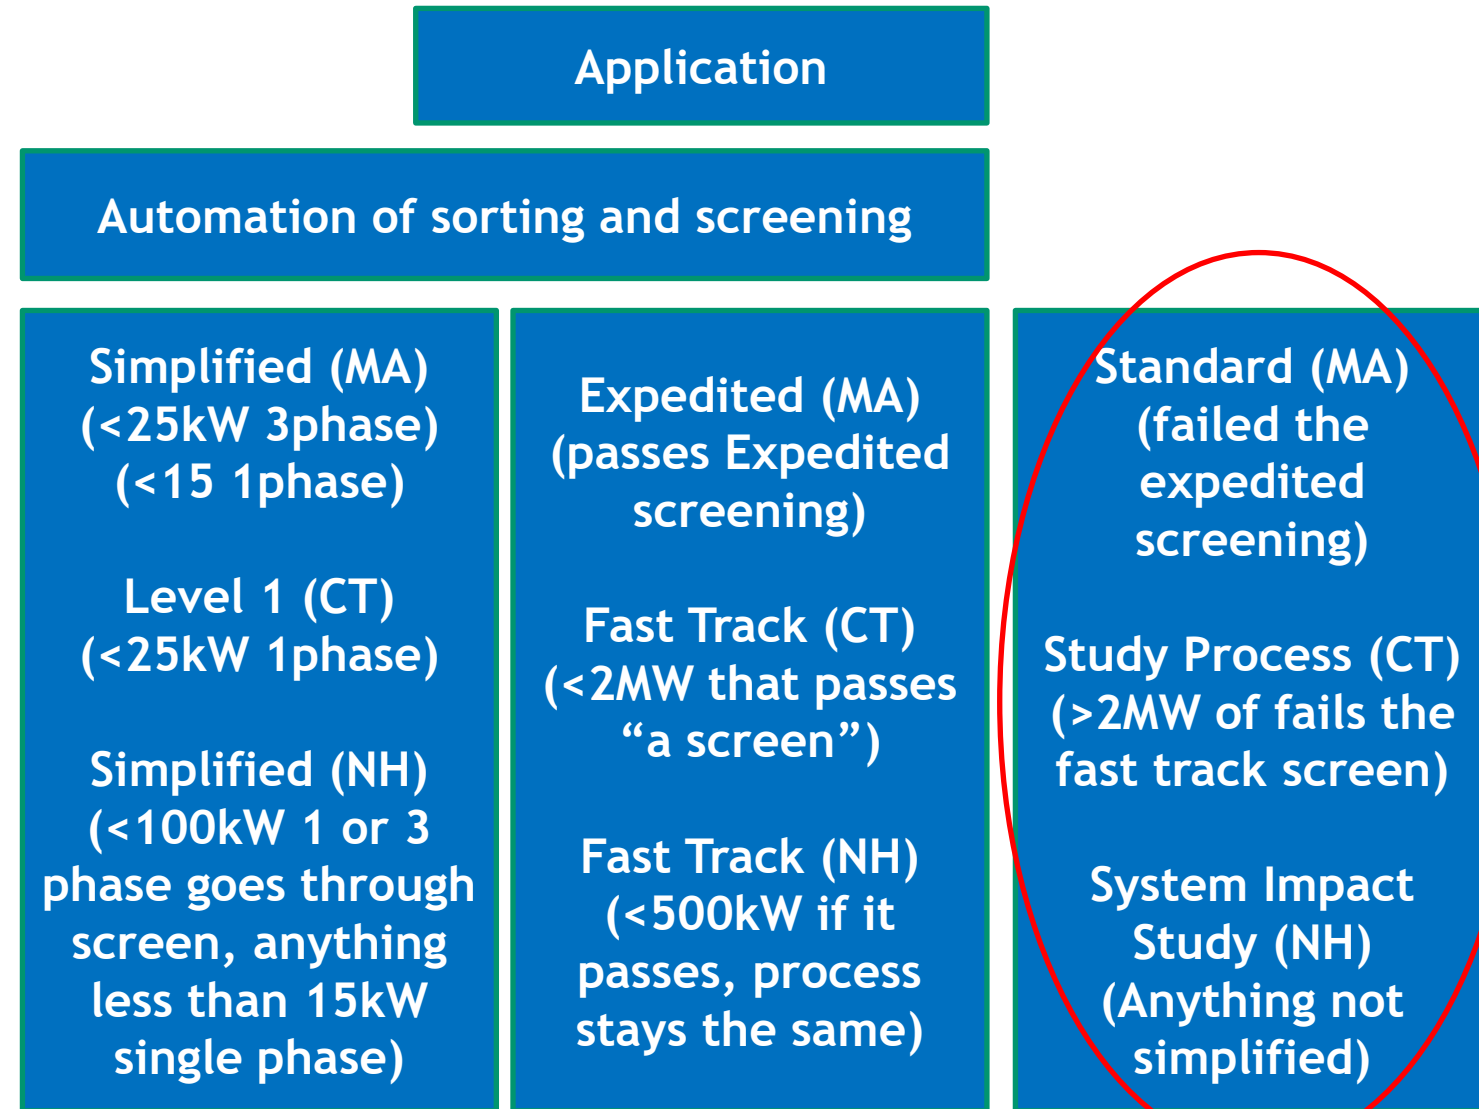 Application
Automation of sorting and screening
Simplified (MA)
(<25kW 3phase)
(<15 1phase)
Level 1 (CT)
(<25kW 1phase)
Simplified (NH)
(<100kW 1 or 3
phase goes through
screen, anything
less than 15kW
single phase)
Expedited (MA)
(passes Expedited
screening)
Fast Track (CT)
(<2MW that passes
“a screen”)
Fast Track (NH)
(<500kW if it
passes, process
stays the same)
Standard (MA)
(failed the
expedited
screening)
Study Process (CT)
(>2MW of fails the
fast track screen)
System Impact
Study (NH)
(Anything not
simplified)